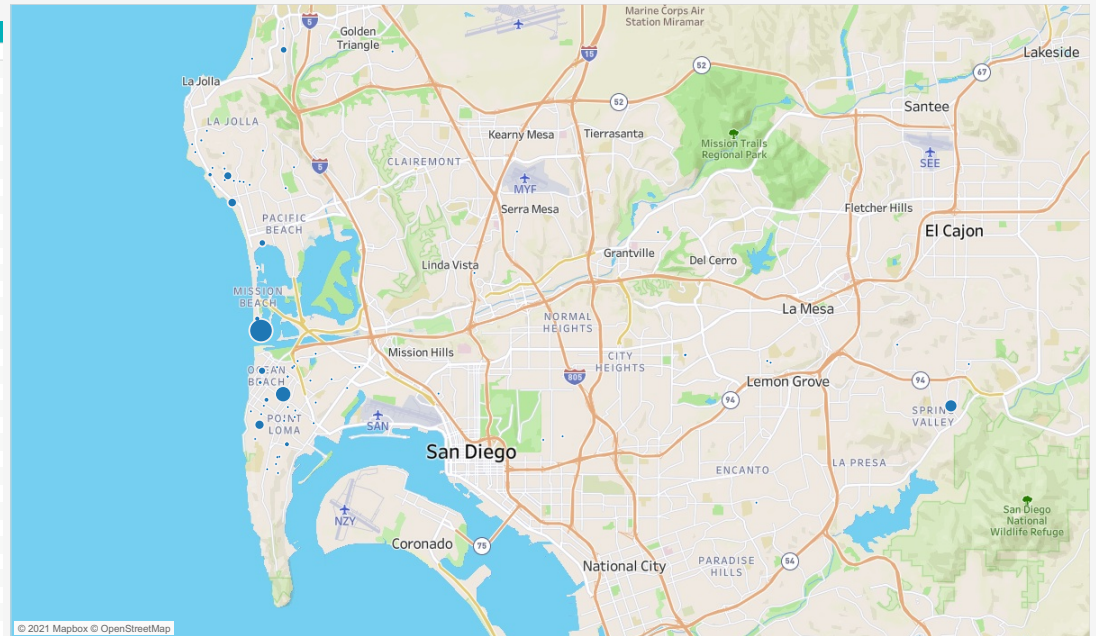 Marine Corps Air
Station Miramar
5
Golden
Triangle
15
52
Lakeside
67
La Jolla
52
Santee
LA JOLLA
Kearny Mesa
Tierrasanta
Mission Trails
Regional Park
CLAIREMONT
5
SEE
MYF
Serra Mesa
Fletcher Hills
PACIFIC
BEACH
El Cajon
Grantville
Del Cerro
Linda Vista
MISSION
BEACH
La Mesa
NORMAL
HEIGHTS
Mission Hills
CITY
HEIGHTS
OCEAN
BEACH
805
Lemon Grove
94
94
SPRING
VALLEY
POINT
LOMA
SAN
San Diego
LA PRESA
ENCANTO
San Diego
National
Wildlife Refuge
NZY
Coronado
75
National City
PARADISE
HILLS
54
© 2021 Mapbox © OpenStreetMap